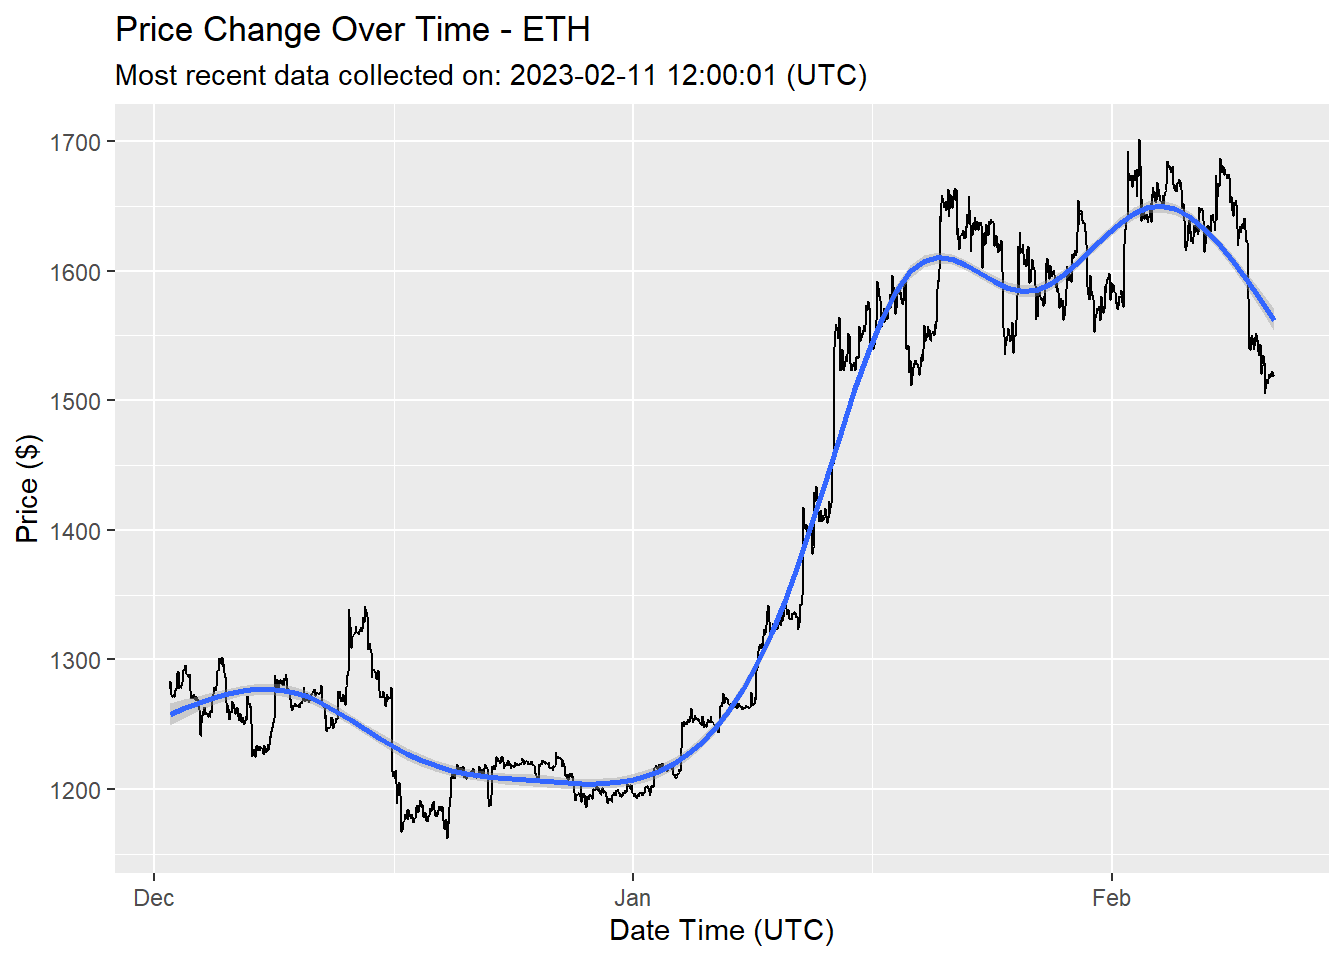 Price Change Over Time - ETH
Most recent data collected on: 2023-02-11 12:00:01 (UTC)
1700
1600
1500
1400
1300
1200
Price ($)
Dec
Jan
Feb
Date Time (UTC)